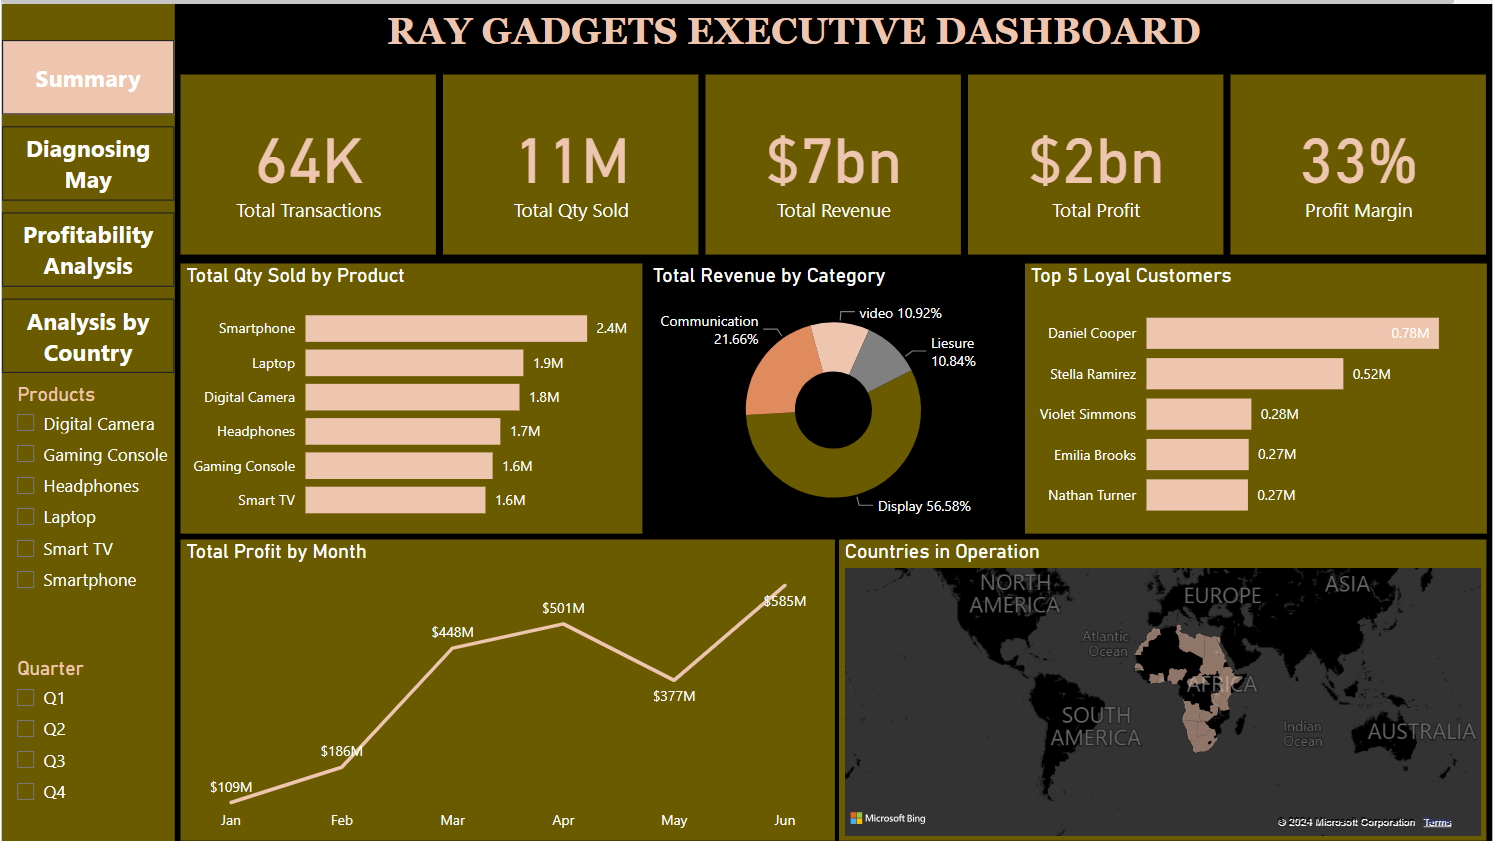 RAY GADGETS EXECUTIVE DASHBOARD
Summary
Diagnosing
May
Profitability
Analysis
Analysis by
Country
Products
Digital Camera
Gaming Console
Headphones
Laptop
Smart TV
Smartphone
Quarter
Q1
Q2
Q3
Q4
64K
Total Transactions
11M
Total Qty Sold
$7bn
Total Revenue
$2bn
Total Profit
33%
Profit Margin
Total Qty Sold by Product
Smartphone 2.4M
Laptop 1.9M
Digital Camera 1.8M
Headphones 1.7M
Gaming Console 1.6M
Smart TV 1.6M
Total Revenue by Category
video 10.92%
Communication
21.66%
Liesure
10.84%
Display 56.58%
Top 5 Loyal Customers
Daniel Cooper 0.78M
Stella Ramirez 0.52M
Violet Simmons 0.28M
Emilia Brooks 0.27M
Nathan Turner 0.27M
Total Profit by Month
$109M
$186M
$448M
$501M
$377M
$585M
Jan Feb Mar Apr May Jun
Countries in Operation
NORTH
AMERICA
EUROPE
ASIA
Atlantic
Ocean
AFRICA
SOUTH
AMERICA
Indian
Ocean
AUSTRALIA
Microsoft Bing
© 2024 Microsoft Corporation Terms